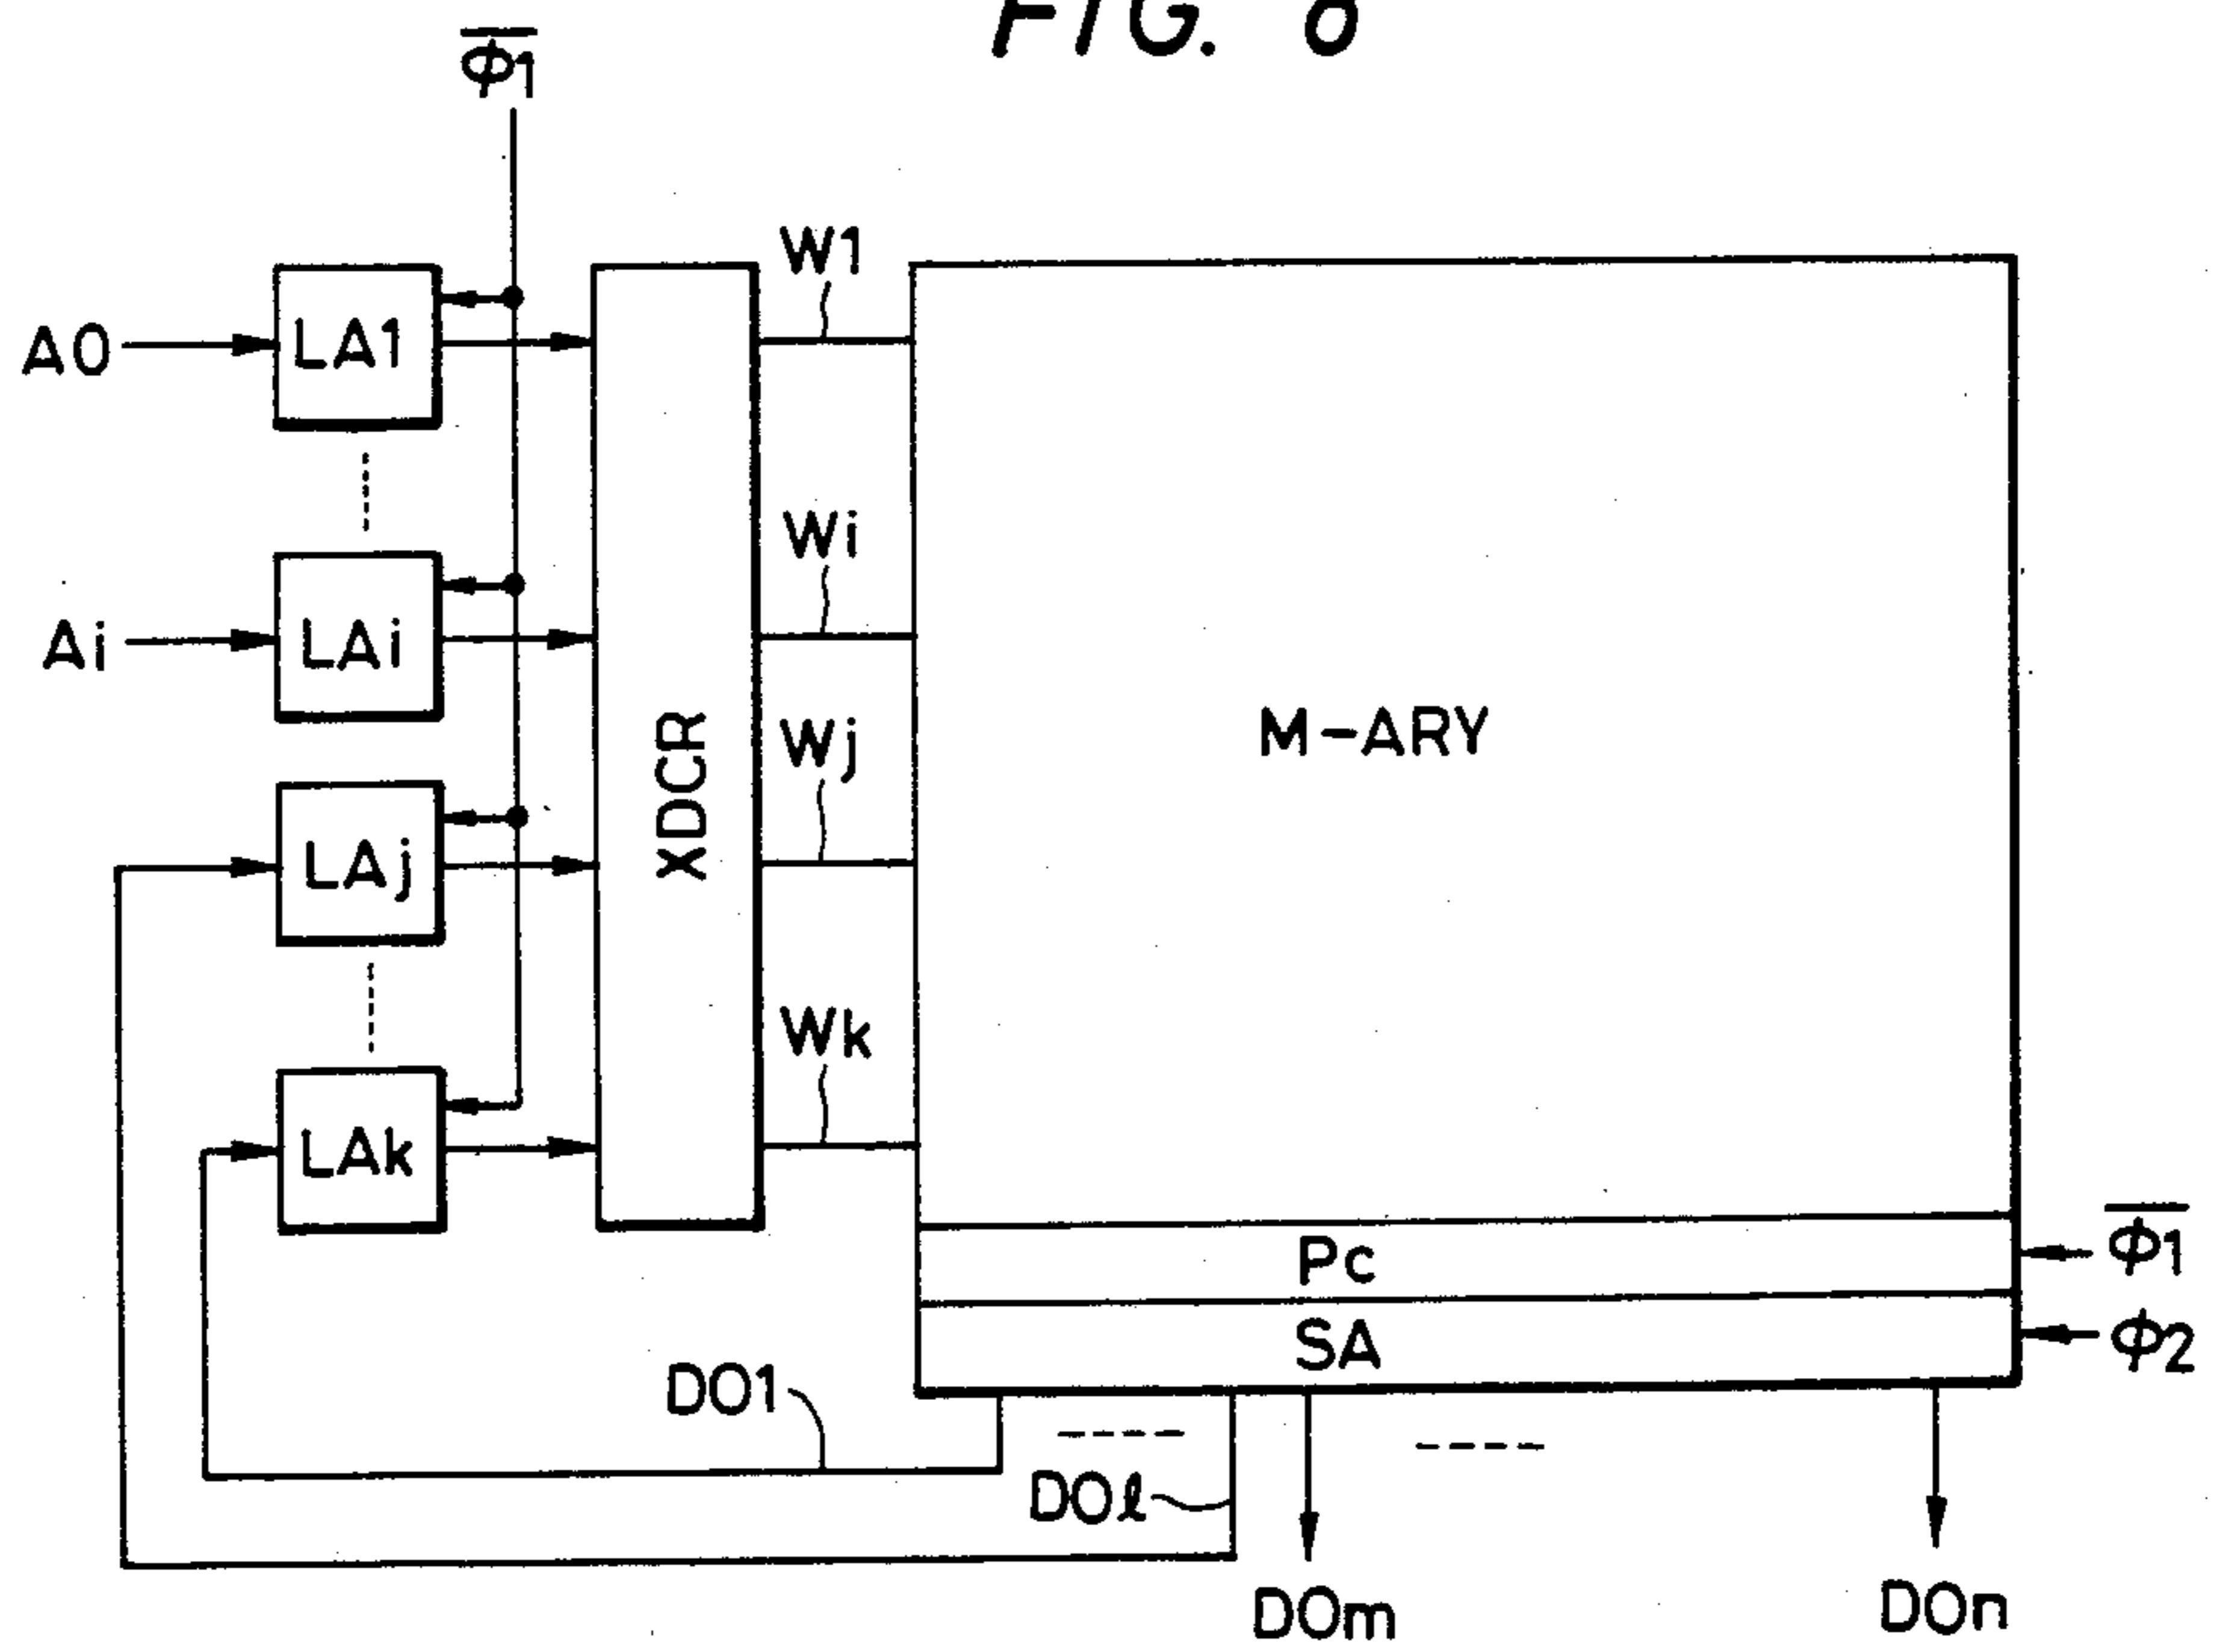 FIG. 8
φ1
W1
A0
LA1
Wi
Ai
LAi
XDCR
Wj
M-ARY
LAj
Wk
LAk
Pc
φ1
SA
φ2
DO1
DOℓ
DOm
DOn